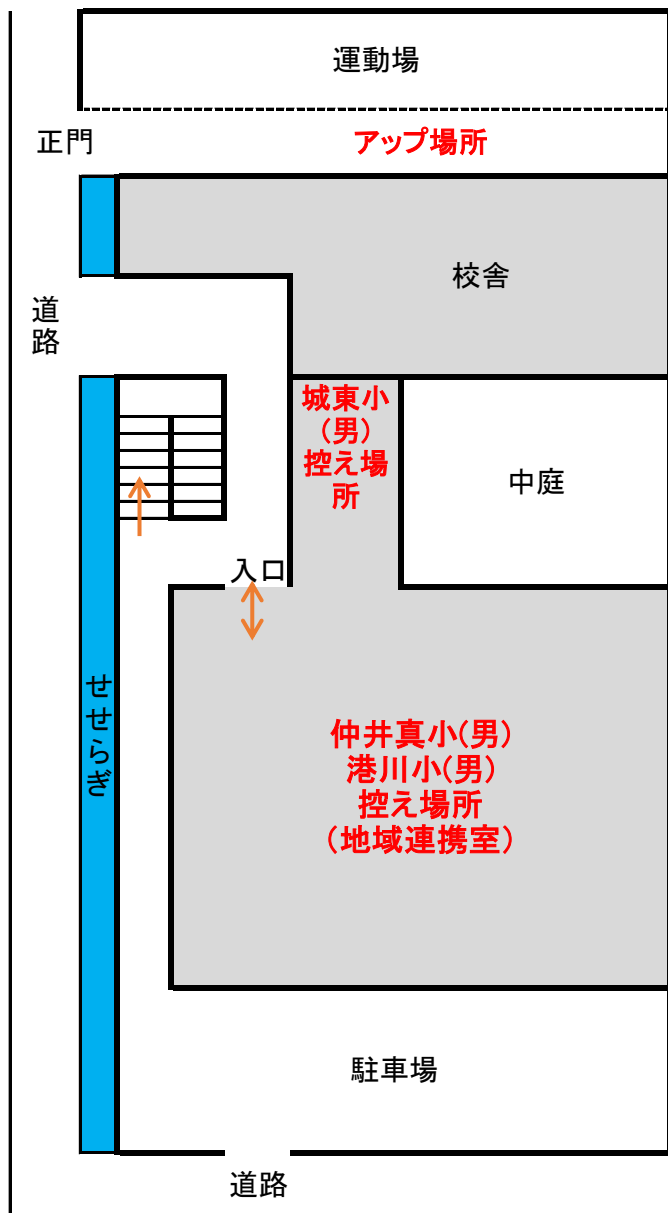 運動場
正門
アップ場所
校舎
道路
城東小
(男)
控え場
所
中庭
入口
せせらぎ
仲井真小(男)
港川小(男)
控え場所
(地域連携室)
駐車場
道路